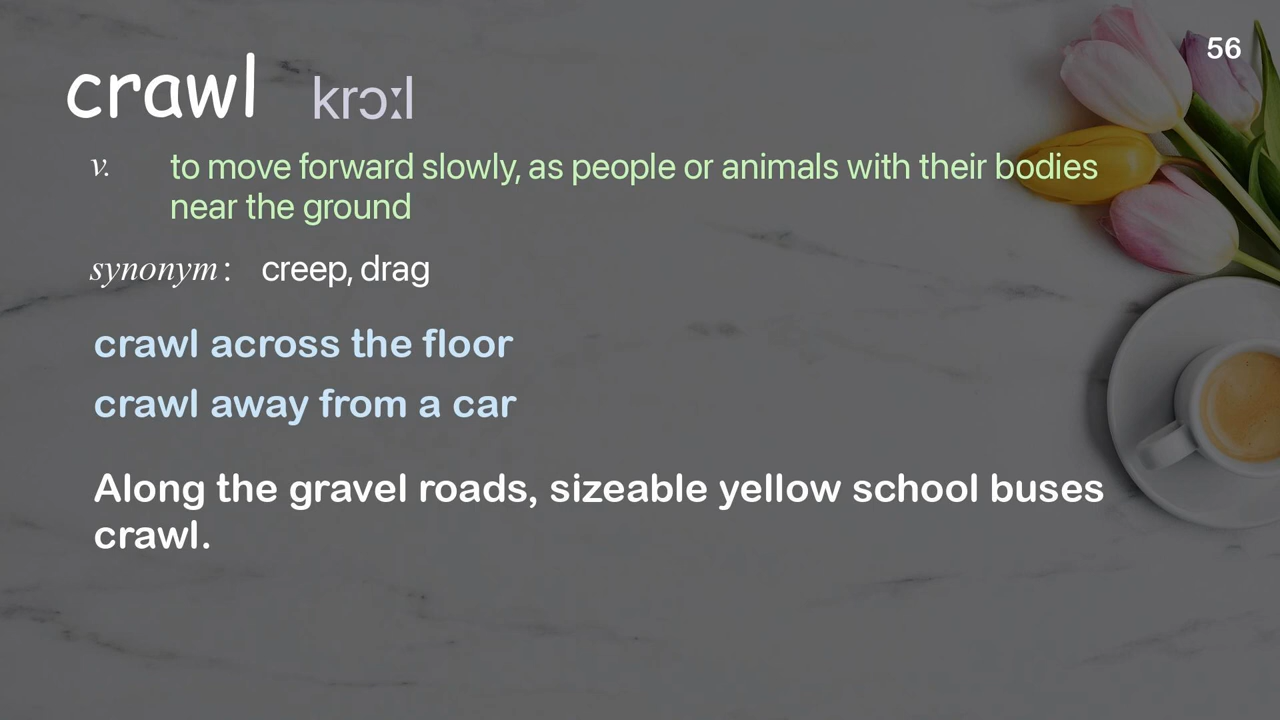 56
crawl krɔːl
v. to move forward slowly, as people or animals with their bodies
near the ground
synonym: creep, drag
crawl across the floor
crawl away from a car
Along the gravel roads, sizeable yellow school buses
crawl.